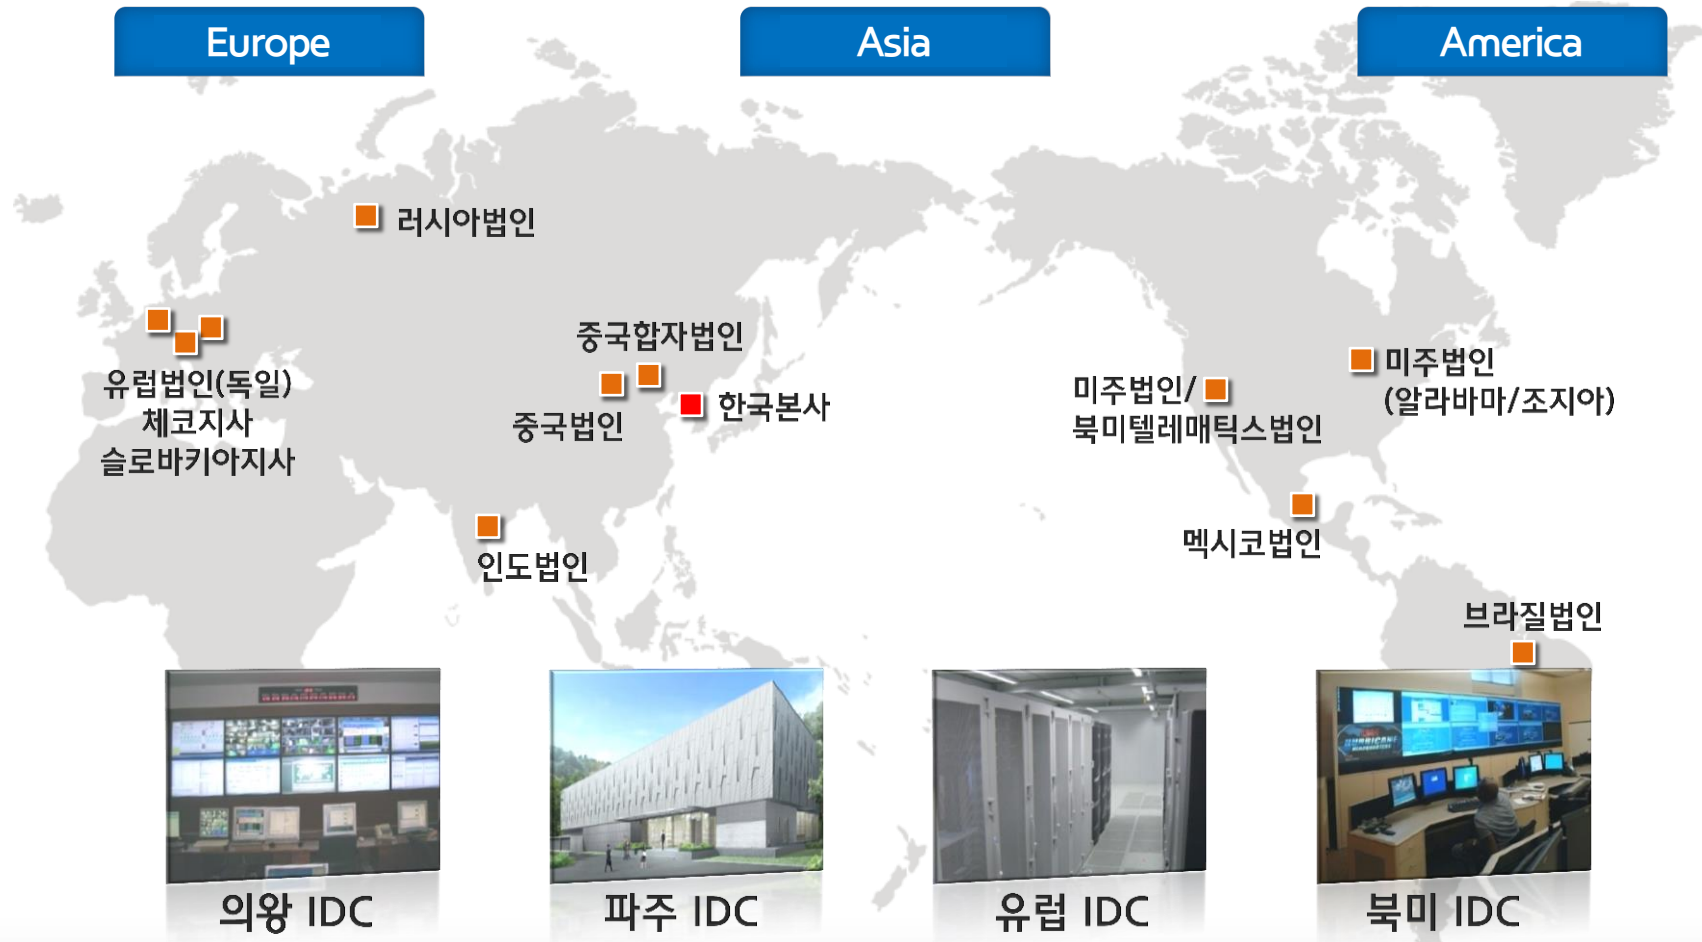 Europe
Asia
America
러시아법인
유럽법인(독일)
체코지사
슬로바키아지사
중국합자법인
중국법인
한국본사
인도법인
미주법인/
북미텔레매틱스법인
미주법인
(알라바마/조지아)
멕시코법인
브라질법인
의왕 IDC
파주 IDC
유럽 IDC
북미 IDC